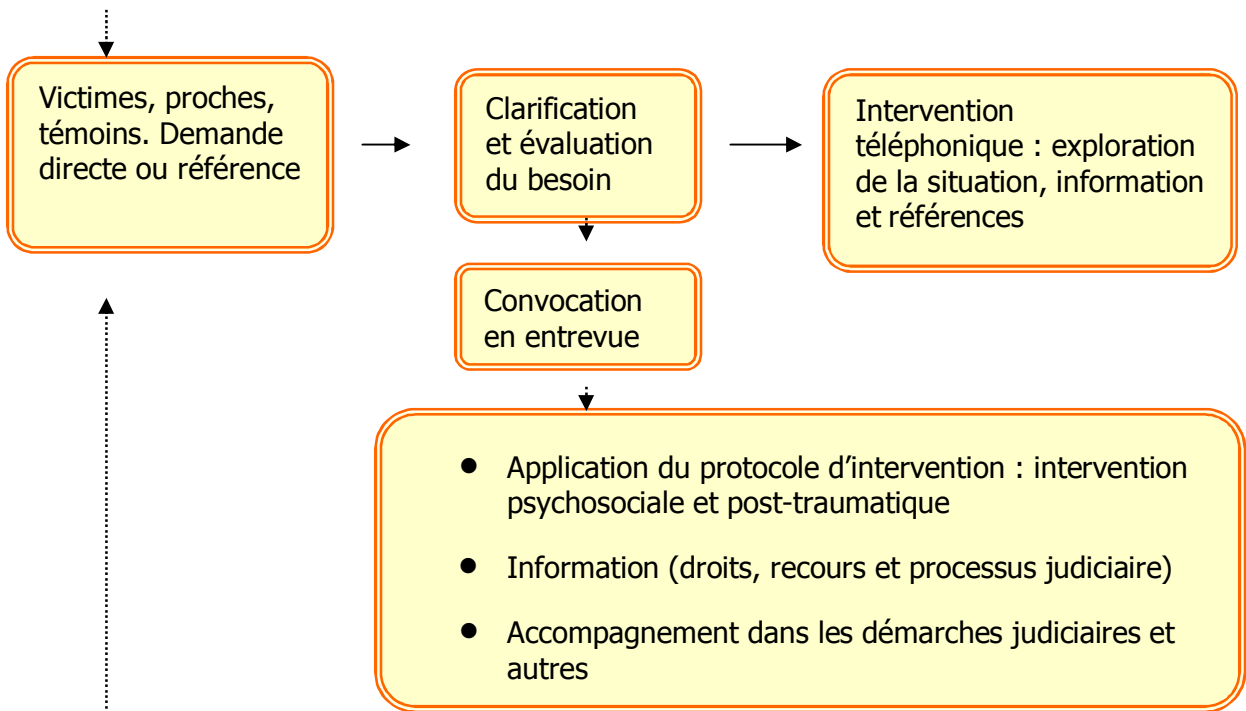 Victimes, proches,
témoins. Demande
directe ou référence
Clarification
et évaluation
du besoin
Intervention
téléphonique : exploration
de la situation, information
et références
Convocation
en entrevue
● Application du protocole d’intervention : intervention
psychosociale et post-traumatique
● Information (droits, recours et processus judiciaire)
● Accompagnement dans les démarches judiciaires et
autres